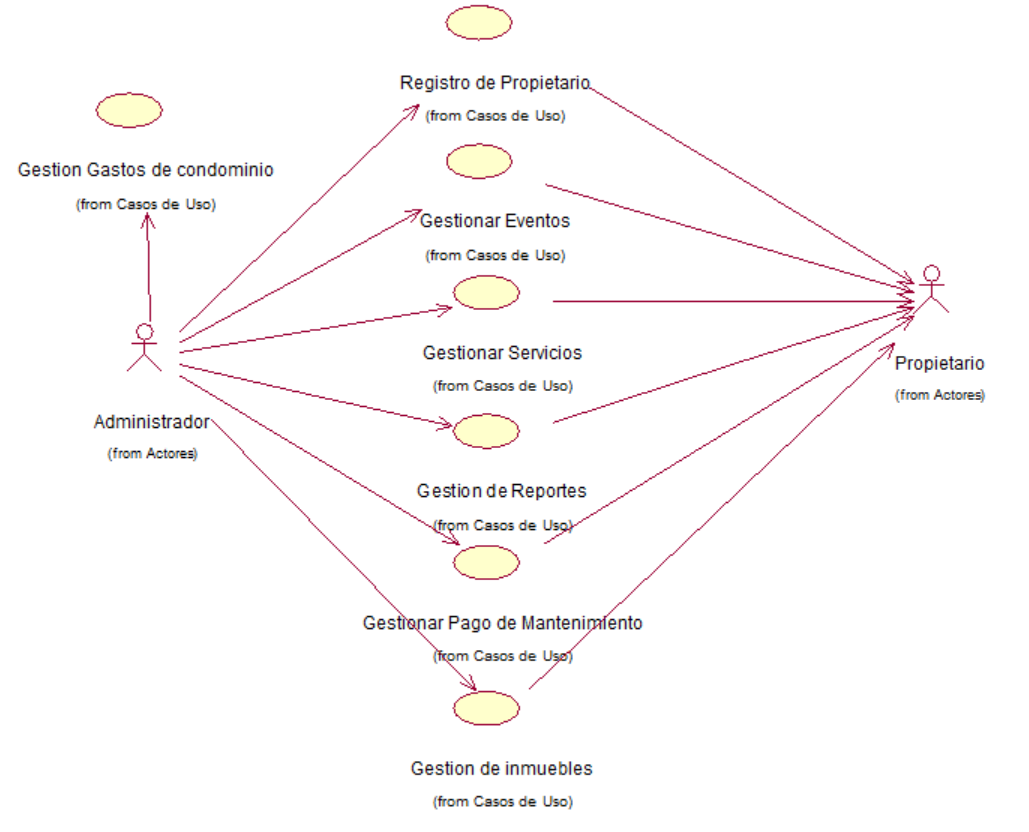 Registro de Propietario
(from Casos de Uso)
Gestion Gastos de condominio
(from Casos de Uso)
Gestionar Eventos
(from Casos de Uso)
Gestionar Servicios
(from Casos de Uso)
Propietario
(from Actores)
Administrador
(from Actores)
Gestion de Reportes
(from Casos de Uso)
Gestionar Pago de Mantenimiento
(from Casos de Uso)
Gestion de inmuebles
(from Casos de Uso)